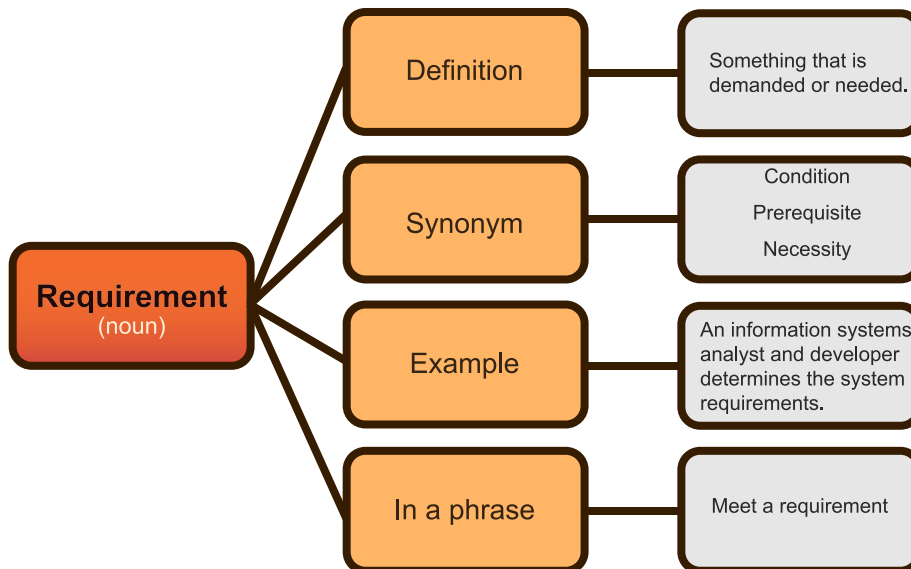 Requirement
(noun)
Definition
Something that is
demanded or needed.
Synonym
Condition
Prerequisite
Necessity
Example
An information systems
analyst and developer
determines the system
requirements.
In a phrase
Meet a requirement